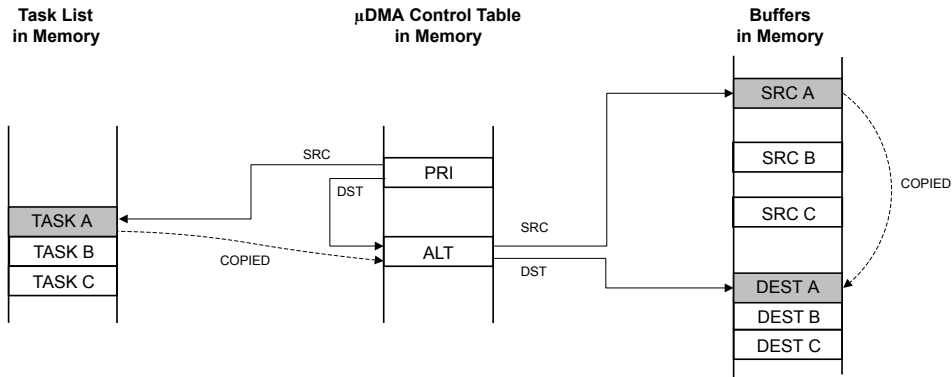 Task List
in Memory
µDMA Control Table
in Memory
Buffers
in Memory
SRC A
SRC
PRI
SRC B
DST
COPIED
TASK A
SRC C
SRC
TASK B
COPIED
ALT
DST
TASK C
DEST A
DEST B
DEST C